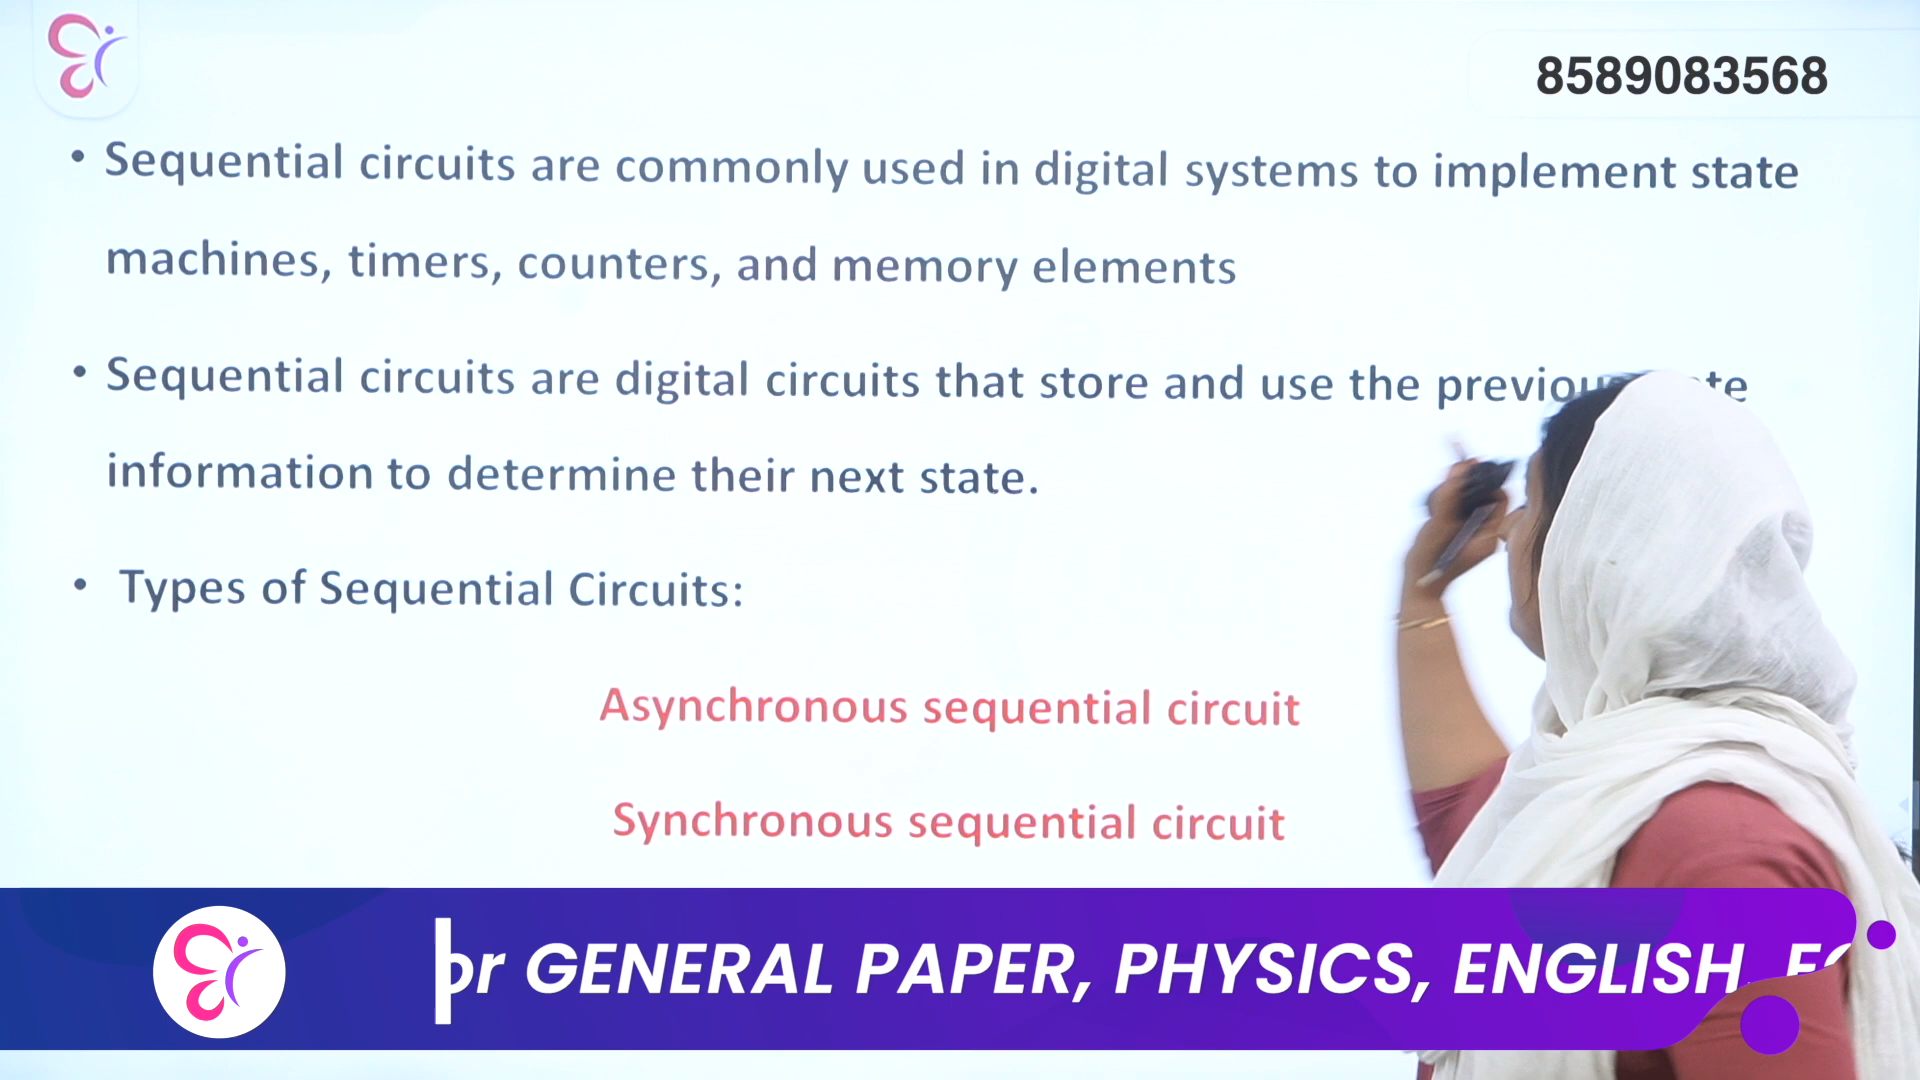 8589083568
• Sequential circuits are commonly used in digital systems to implement state
machines, timers, counters, and memory elements
• Sequential circuits are digital circuits that store and use the
information to determine their next state.
• Types of Sequential Circuits:
Asynchronous sequential circuit
Synchronous sequential circuit
GENERAL PAPER, PHYSICS, ENGLISH,